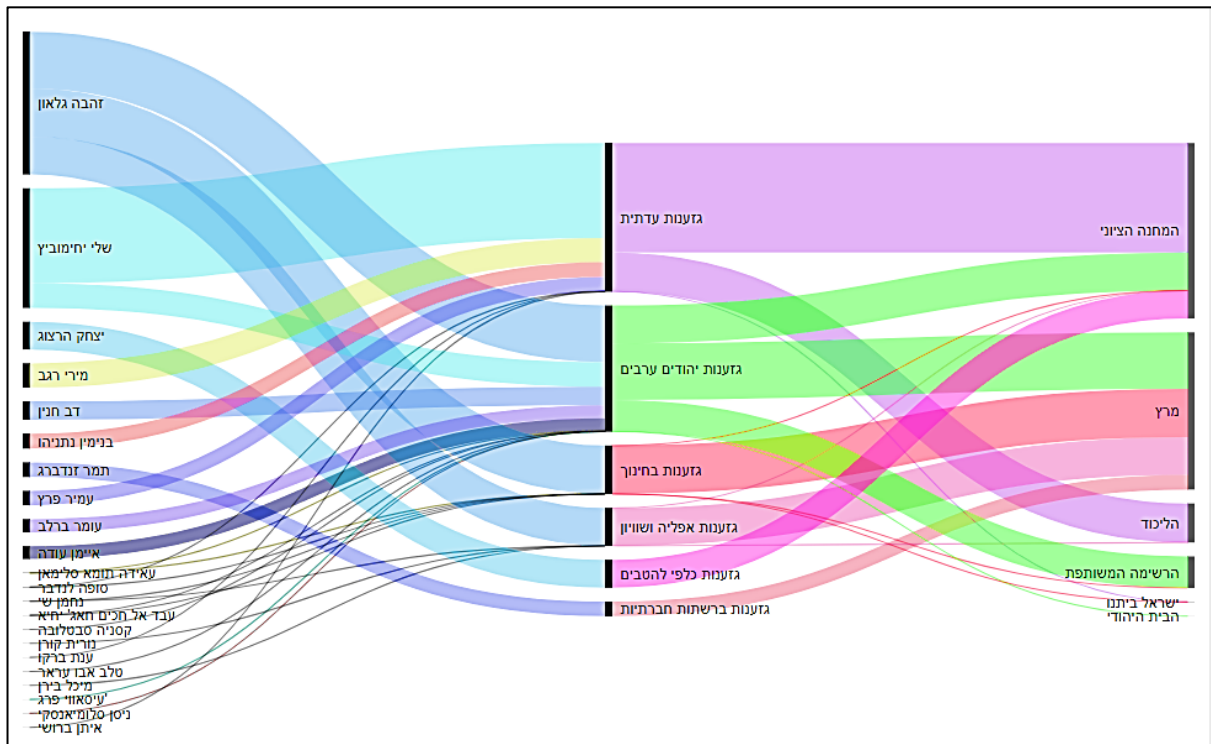 זהבה גלאון
שלי יחימוביץ
יצחק הרצוג
מירי רגב
דב חנין
בנימין נתניהו
תמר זנדברג
עמיר פרץ
עומר ברלב
איימן עודה
עאידה תומא סלימאן
סופה לנדבר
נחמן שי
עבד אל חכים חאג' יחיא
קסניה סבטלובה
נורית קורן
ענת ברקו
טלב אבו עראר
מיכל בירן
עיסאווי פרג'
ניסן סלומיאנסקי
איתן ברושי
גזענות עדתית
גזענות יהודים ערבים
גזענות בחינוך
גזענות אפליה ושוויון
גזענות כלפי להטבים
גזענות ברשתות חברתיות
המחנה הציוני
מרץ
הליכוד
הרשימה המשותפת
ישראל ביתנו
הבית היהודי